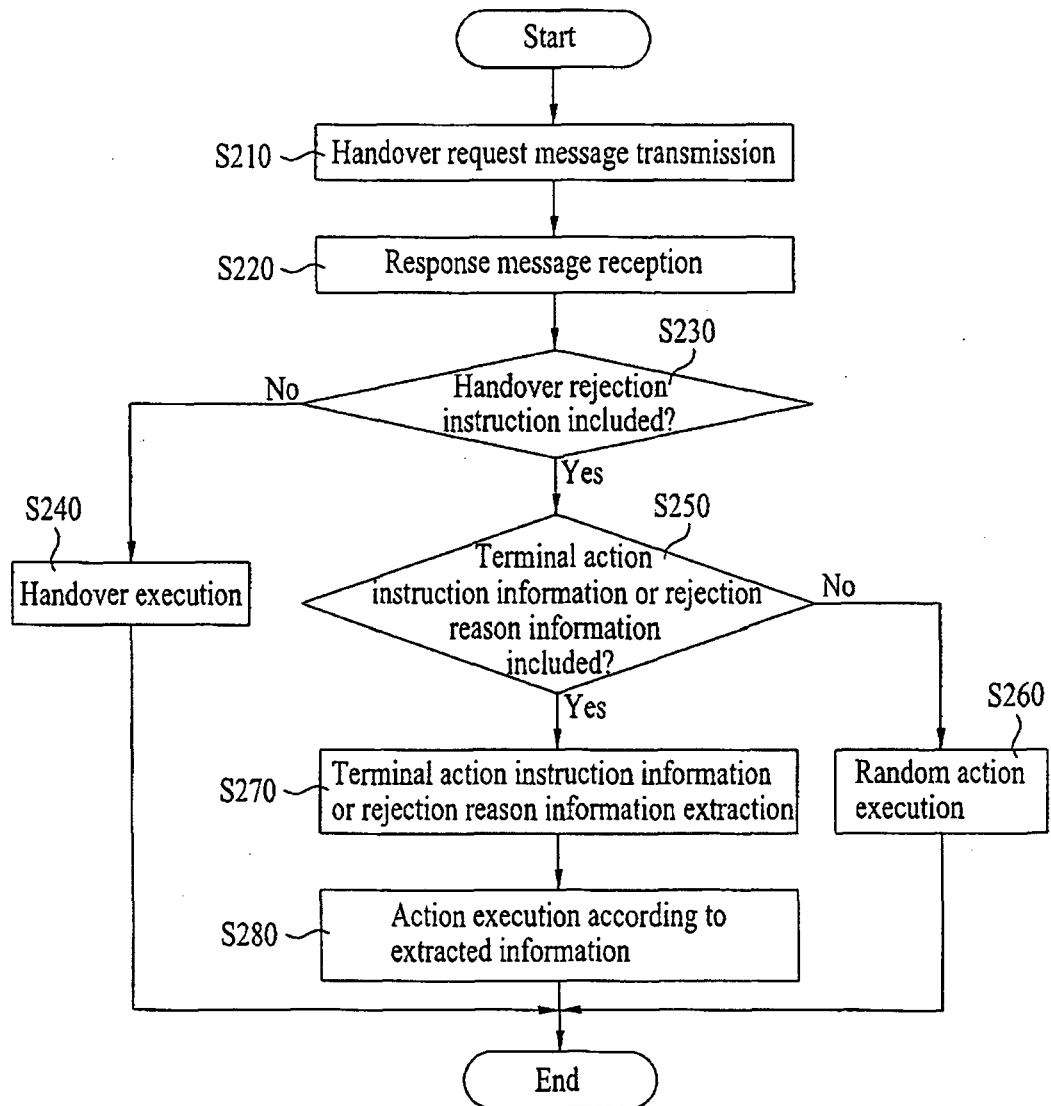 Start
S210
Handover request message transmission
S220
Response message reception
S230
No
Handover rejection
instruction included?
Yes
S240
S250
Handover execution
Terminal action
instruction information or rejection
reason information
included?
No
Yes
S260
S270
Terminal action instruction information
or rejection reason information extraction
Random action
execution
S280
Action execution according to
extracted information
End